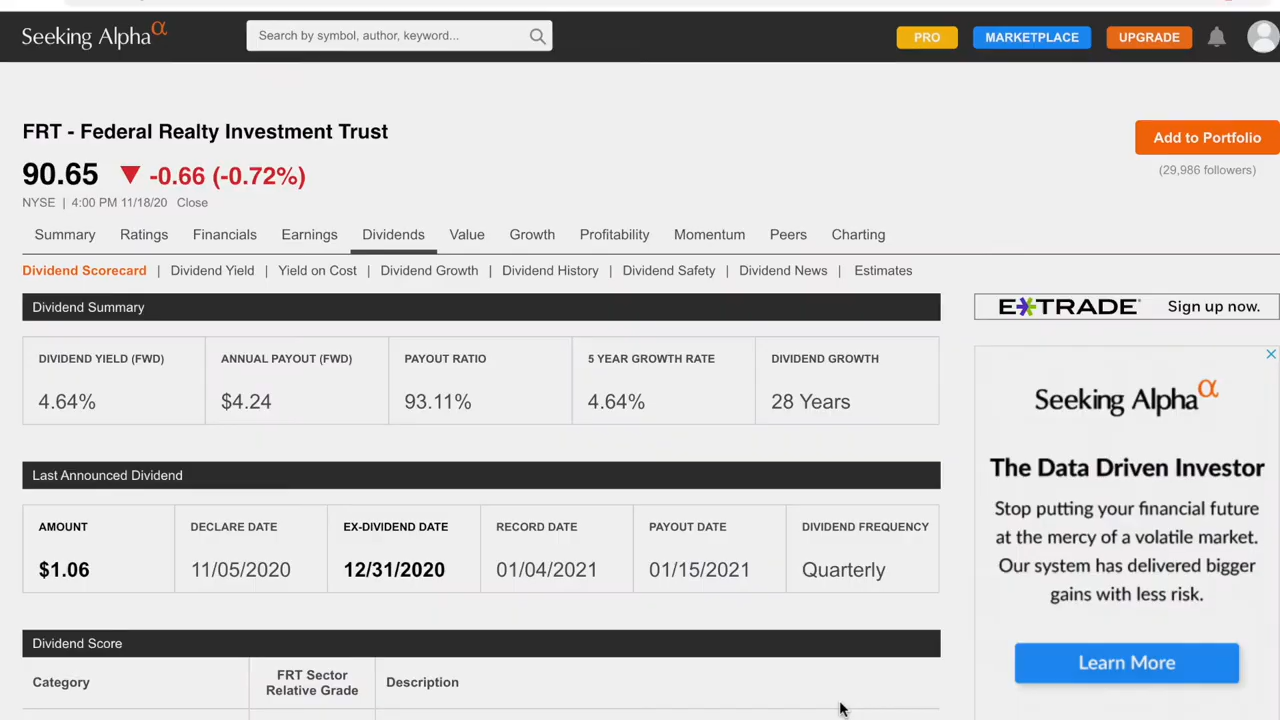 Seeking Alphaα
Search by symbol, author, keyword...
PRO
MARKETPLACE
UPGRADE
FRT - Federal Realty Investment Trust
90.65 ▼ -0.66 (-0.72%)
NYSE | 4:00 PM 11/18/20 Close
Add to Portfolio
(29,986 followers)
Summary Ratings Financials Earnings Dividends Value Growth Profitability Momentum Peers Charting
Dividend Scorecard | Dividend Yield | Yield on Cost | Dividend Growth | Dividend History | Dividend Safety | Dividend News | Estimates
Dividend Summary
DIVIDEND YIELD (FWD) ANNUAL PAYOUT (FWD) PAYOUT RATIO 5 YEAR GROWTH RATE DIVIDEND GROWTH
4.64% $4.24 93.11% 4.64% 28 Years
Last Announced Dividend
AMOUNT DECLARE DATE EX-DIVIDEND DATE RECORD DATE PAYOUT DATE DIVIDEND FREQUENCY
$1.06 11/05/2020 12/31/2020 01/04/2021 01/15/2021 Quarterly
Dividend Score
Category FRT Sector Description
Relative Grade
E*TRADE Sign up now.
Seeking Alphaα
The Data Driven Investor
Stop putting your financial future
at the mercy of a volatile market.
Our system has delivered bigger
gains with less risk.
Learn More